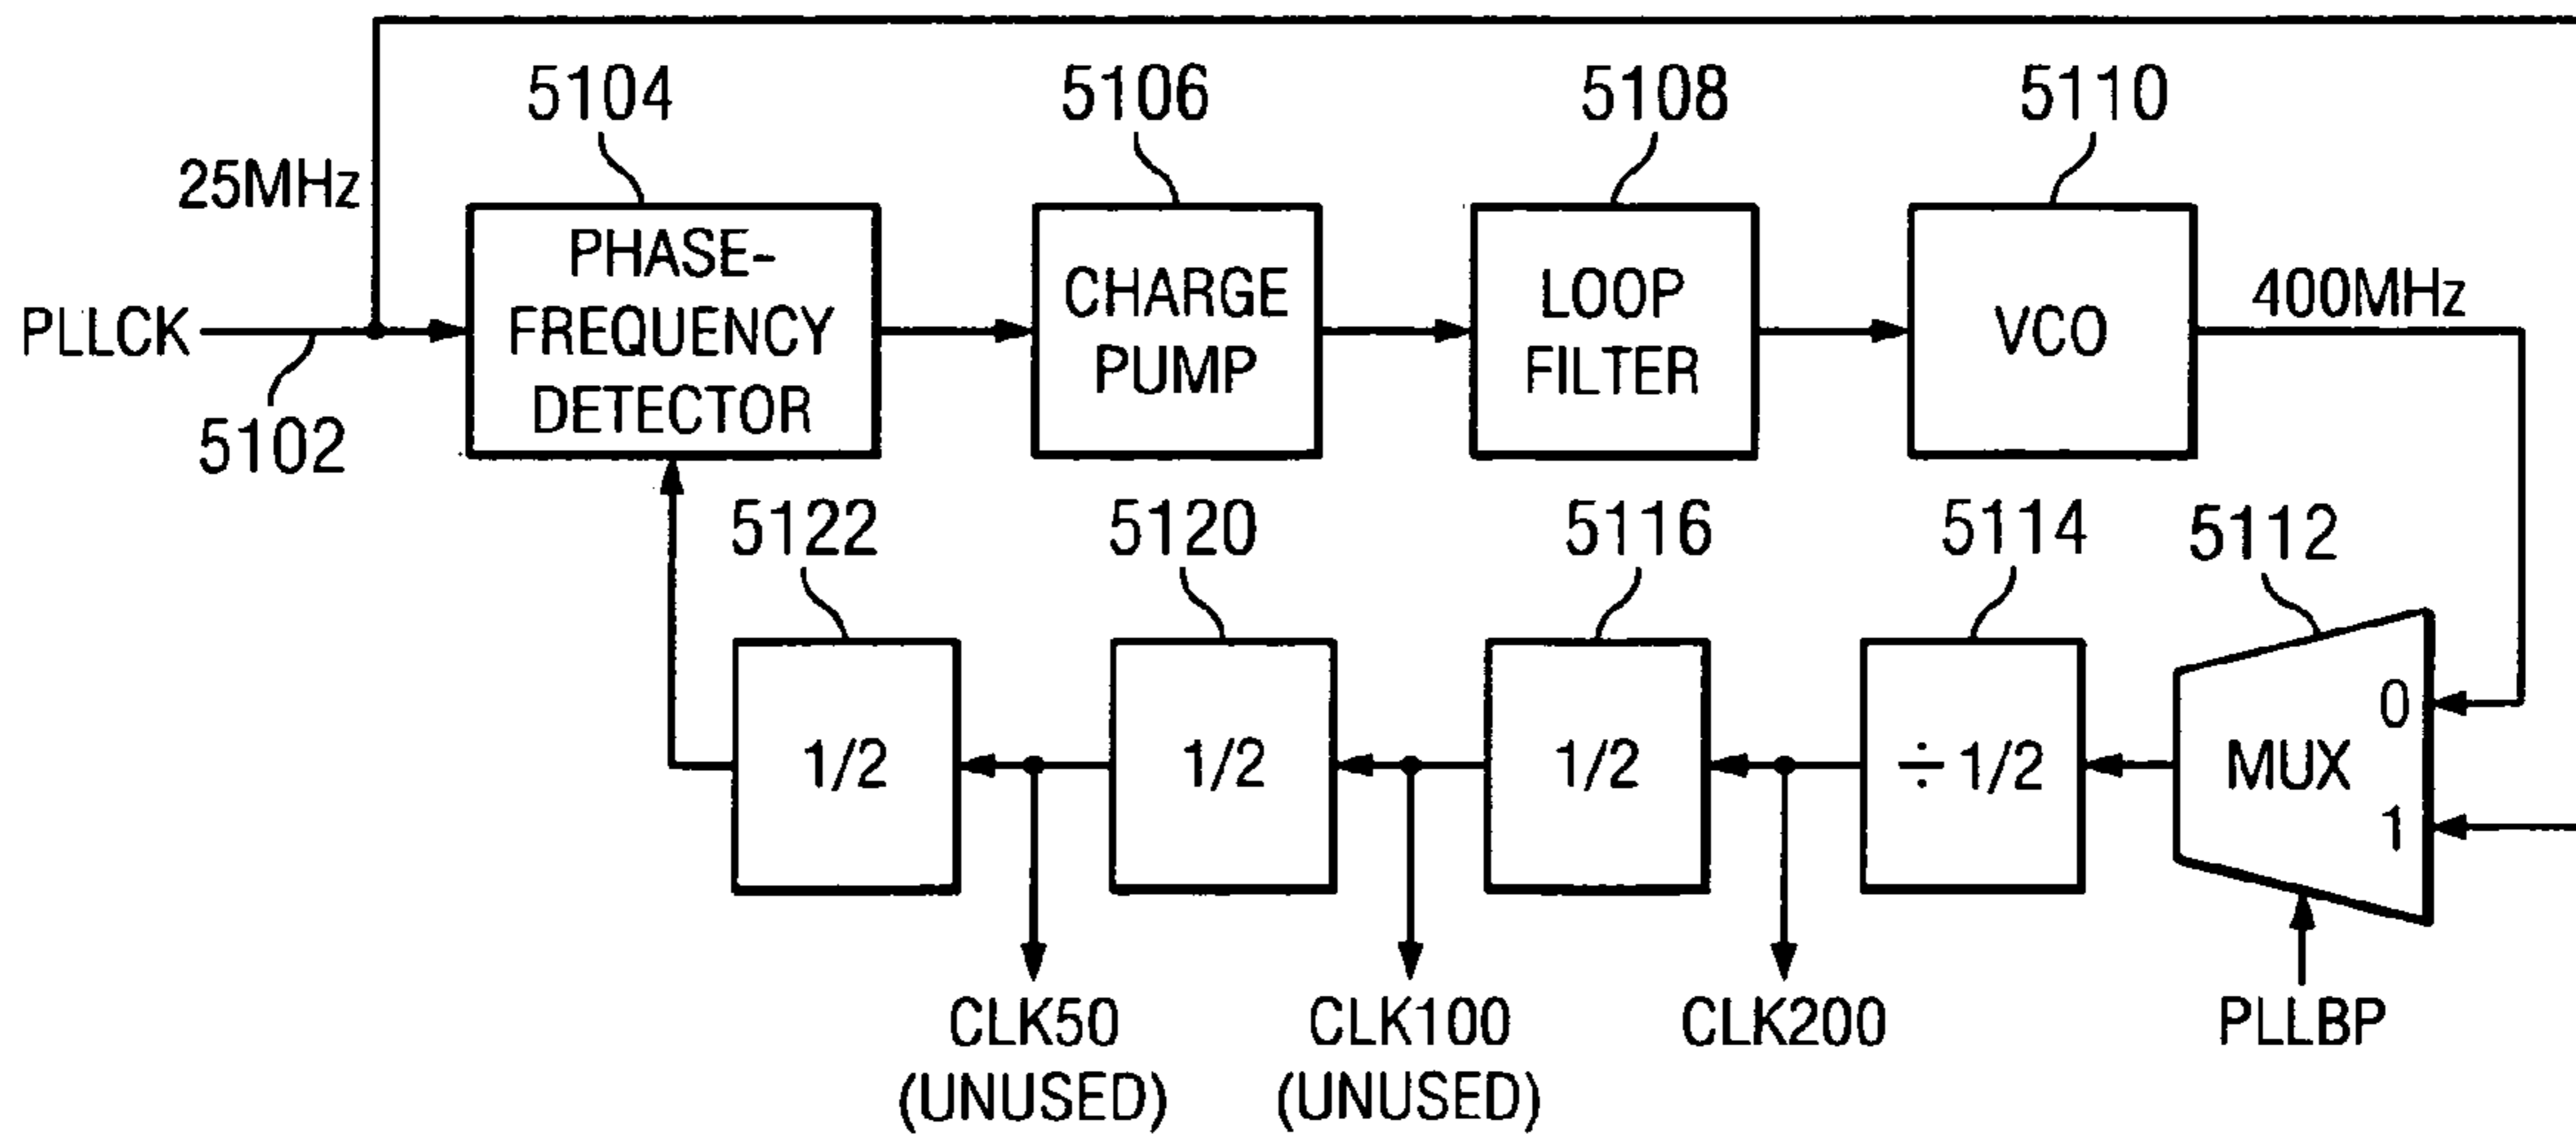 5104
5106
5108
5110
25MHz
PHASE-
FREQUENCY
DETECTOR
CHARGE
PUMP
LOOP
FILTER
VCO
400MHz
PLLCK
5102
5122
5120
5116
5114
5112
1/2
1/2
1/2
÷ 1/2
MUX
0
1
CLK50
(UNUSED)
CLK100
(UNUSED)
CLK200
PLLBP